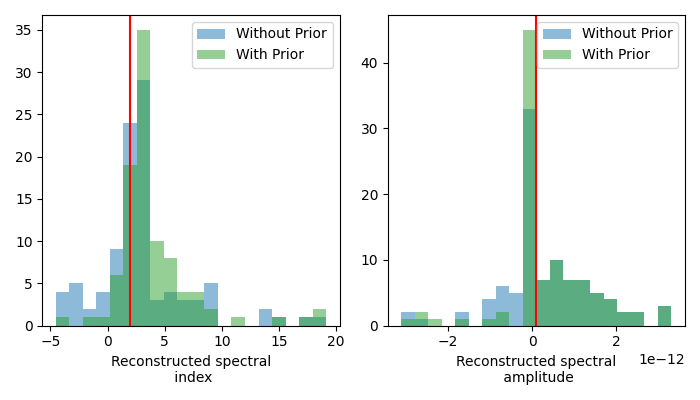 35
30
25
20
15
10
5
0
Without Prior
With Prior
−5
0
5
10
15
20
Reconstructed spectral
index
40
30
20
10
0
Without Prior
With Prior
−2
0
2
1e−12
Reconstructed spectral
amplitude